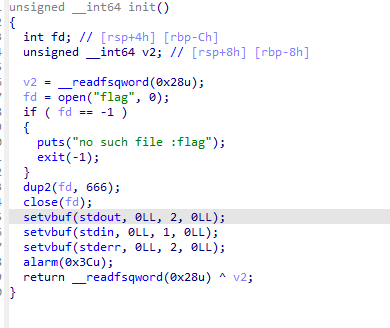 unsigned __int64 init()
{
int fd; // [rsp+4h] [rbp-Ch]
unsigned __int64 v2; // [rsp+8h] [rbp-8h]
v2 = __readfsqword(0x28u);
fd = open("flag", 0);
if ( fd == -1 )
{
puts("no such file :flag");
exit(-1);
}
dup2(fd, 666);
close(fd);
setvbuf(stdout, 0LL, 2, 0LL);
setvbuf(stdin, 0LL, 1, 0LL);
setvbuf(stderr, 0LL, 2, 0LL);
alarm(0x3Cu);
return __readfsqword(0x28u) ^ v2;
}